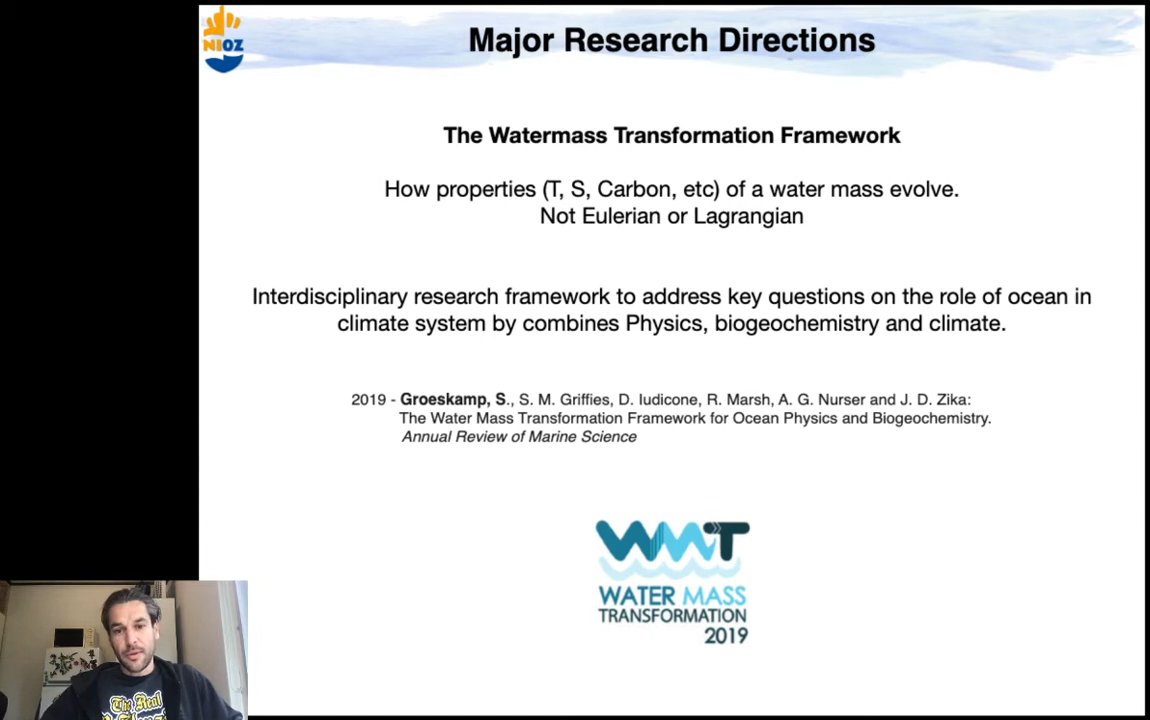 NIOZ
Major Research Directions
The Watermass Transformation Framework
How properties (T, S, Carbon, etc) of a water mass evolve.
Not Eulerian or Lagrangian
Interdisciplinary research framework to address key questions on the role of ocean in
climate system by combines Physics, biogeochemistry and climate.
2019 - Groeskamp, S., S. M. Griffies, D. Iudicone, R. Marsh, A. G. Nurser and J. D. Zika:
The Water Mass Transformation Framework for Ocean Physics and Biogeochemistry.
Annual Review of Marine Science
WMT
WATER MASS
TRANSFORMATION
2019
The Real